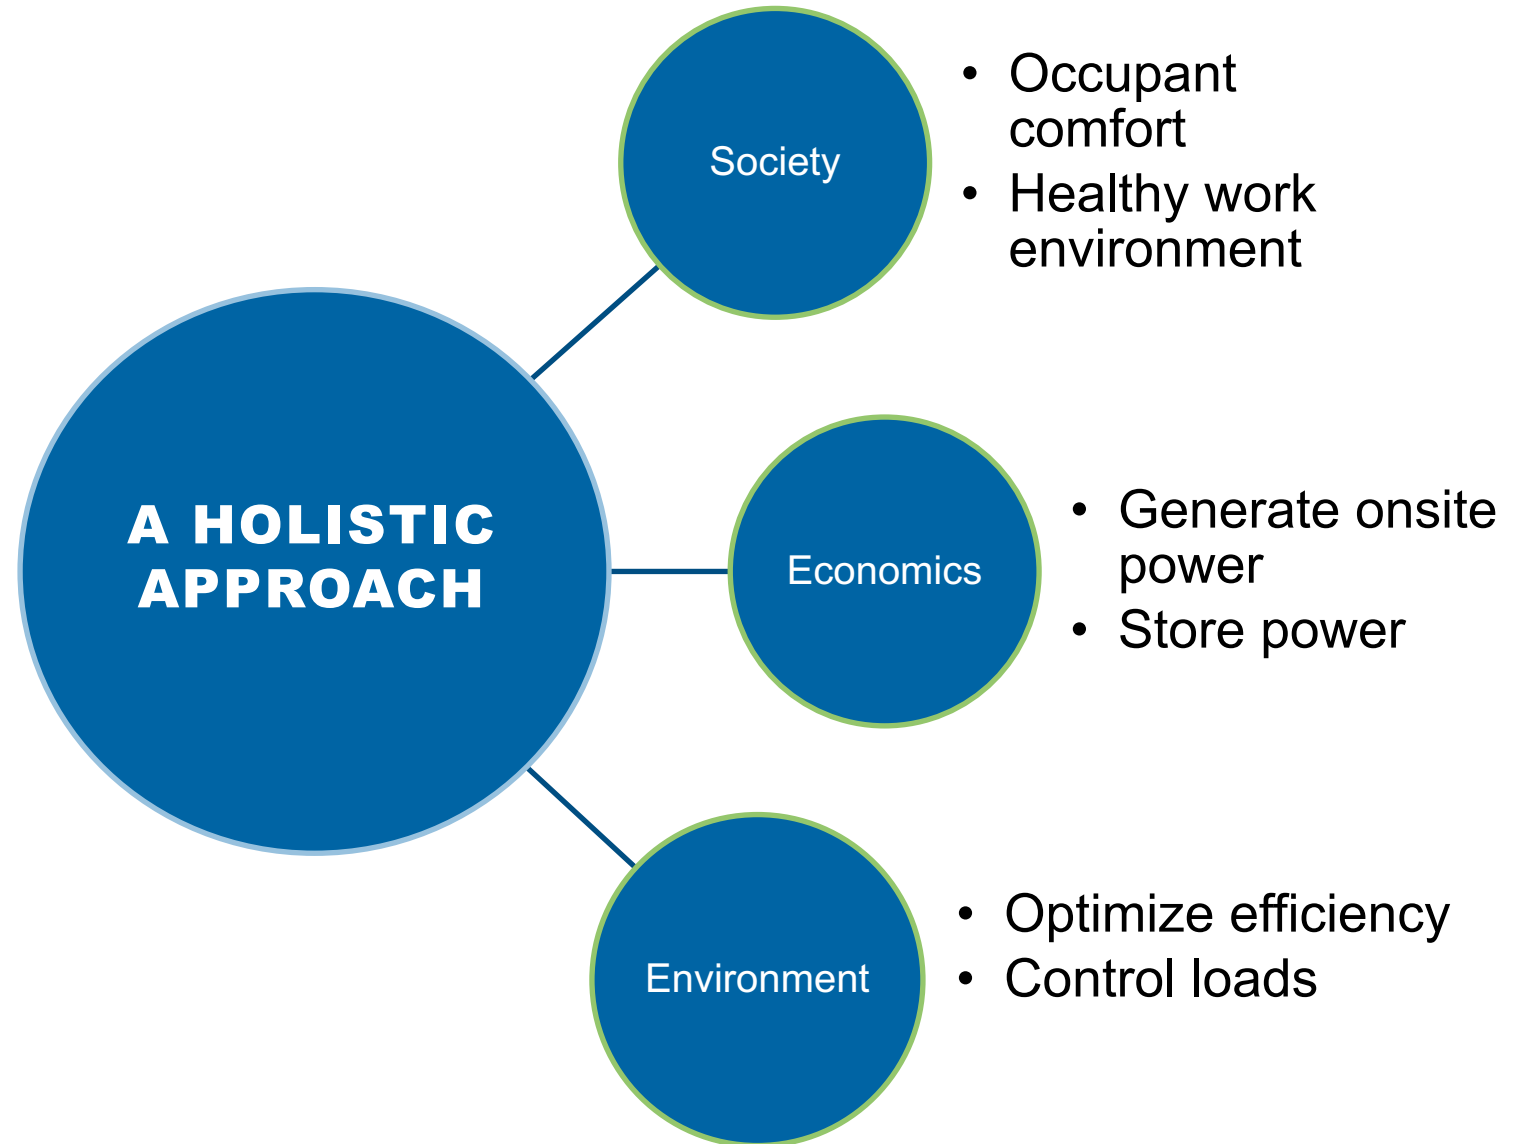 A HOLISTIC
APPROACH
Society
• Occupant
comfort
• Healthy work
environment
Economics
• Generate onsite
power
• Store power
Environment
• Optimize efficiency
• Control loads